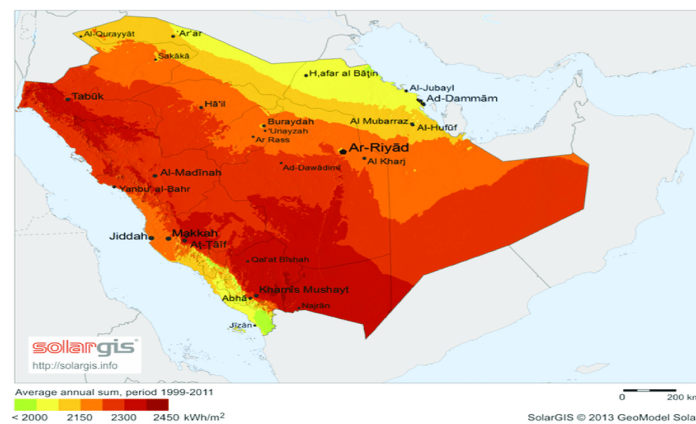 Al-Qurayyāt
'Ar'ar
Sakākā
H,afar al Bāţin
Al-Jubayl
Ad-Dammām
Tabūk
Hā'il
Buraydah
'Unayzah
Ar Rass
Al Mubarraz
Al-Hufūf
Ar-Riyāḍ
Al Kharj
Ad-Dawādimī
Al-Madīnah
Yanbu' al-Bahr
Jiddah
Makkah
At-Tāif
Qal'at Bīshah
Khamīs Mushayt
Abhā
Najrān
Jīzān
solargis
http://solargis.info
Average annual sum, period 1999-2011
< 2000 2150 2300 2450 kWh/m²
0 200 km
SolarGIS © 2013 GeoModel Sola